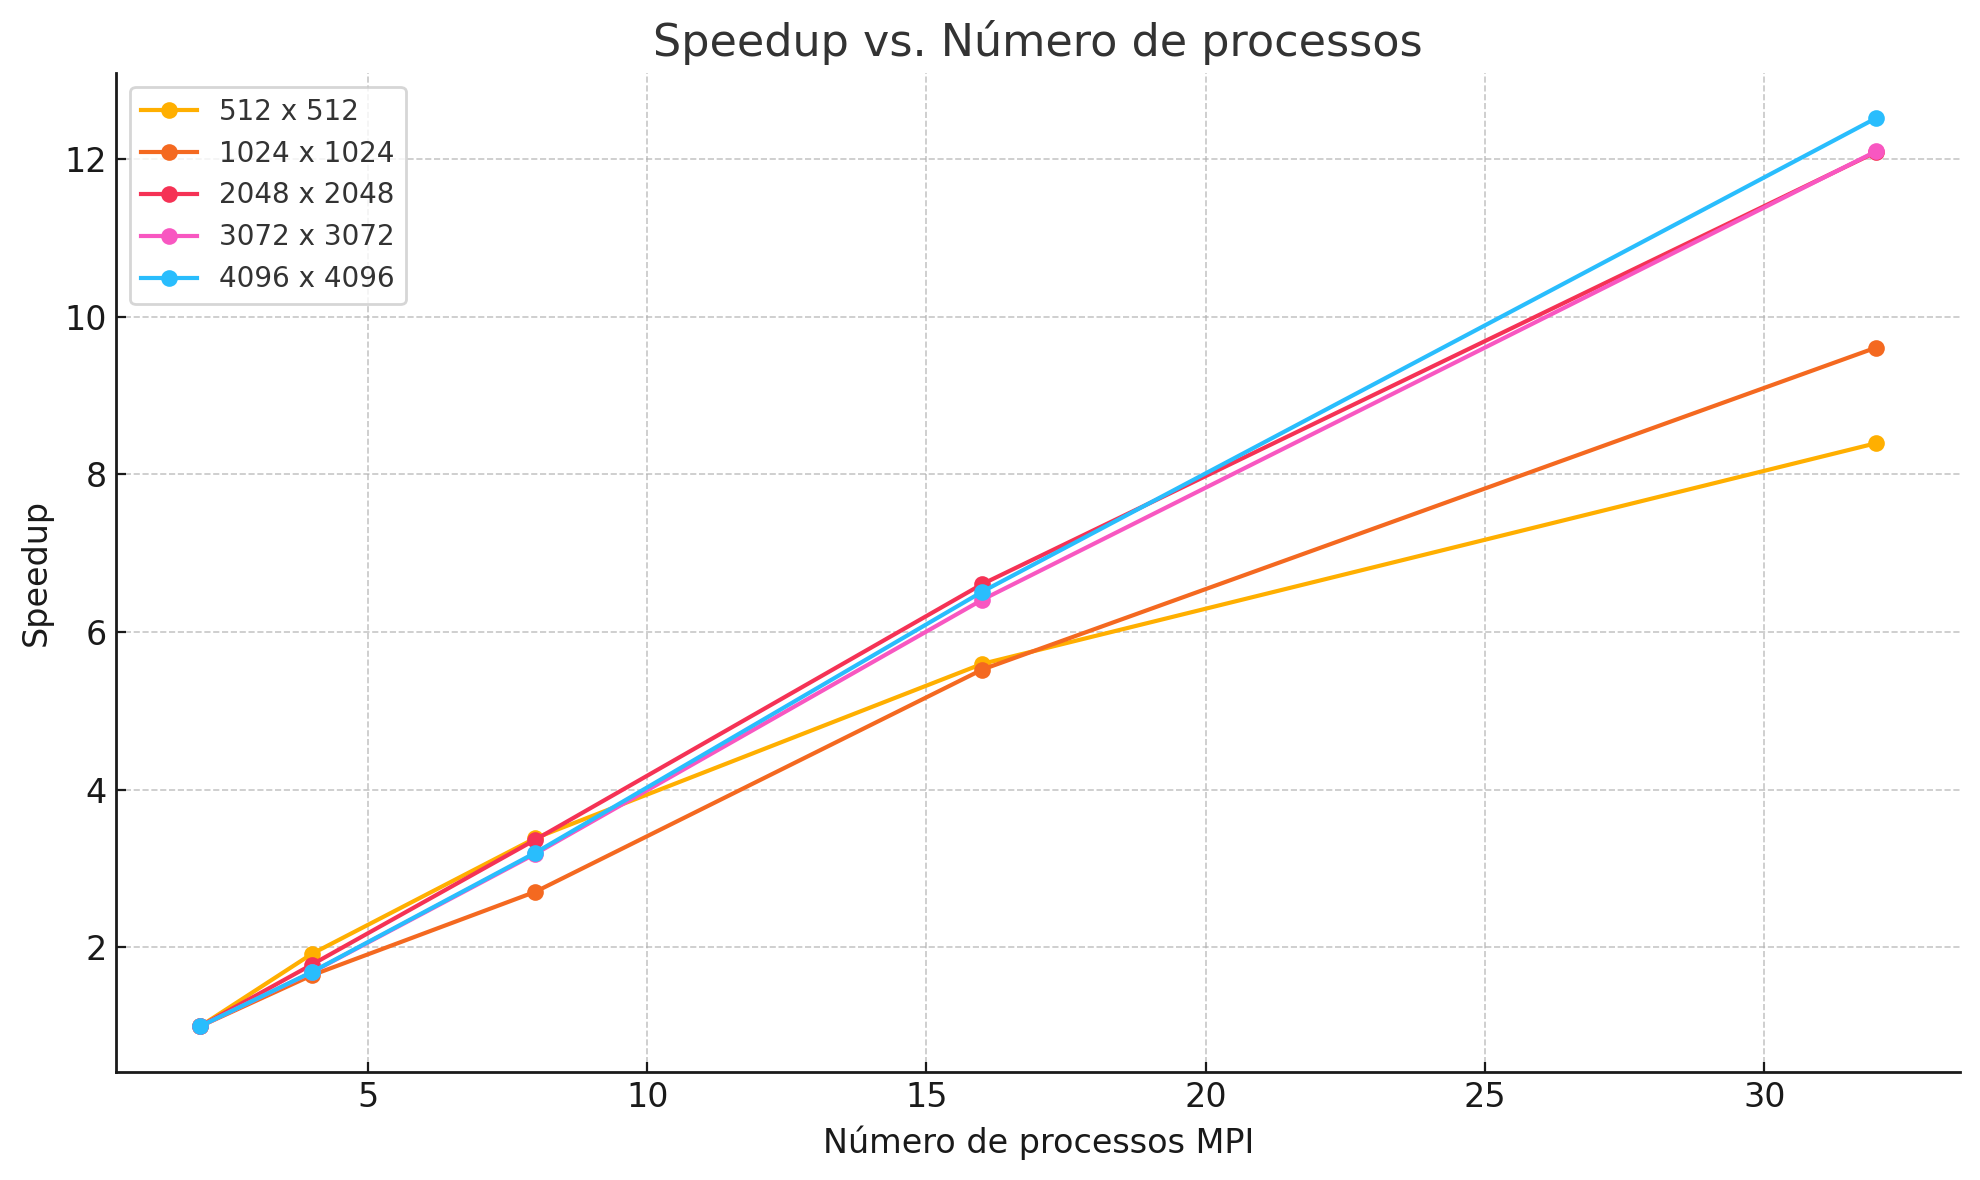 Speedup vs. Número de processos
512 x 512
1024 x 1024
2048 x 2048
3072 x 3072
4096 x 4096
12
10
8
6
4
2
Speedup
5 10 15 20 25 30
Número de processos MPI